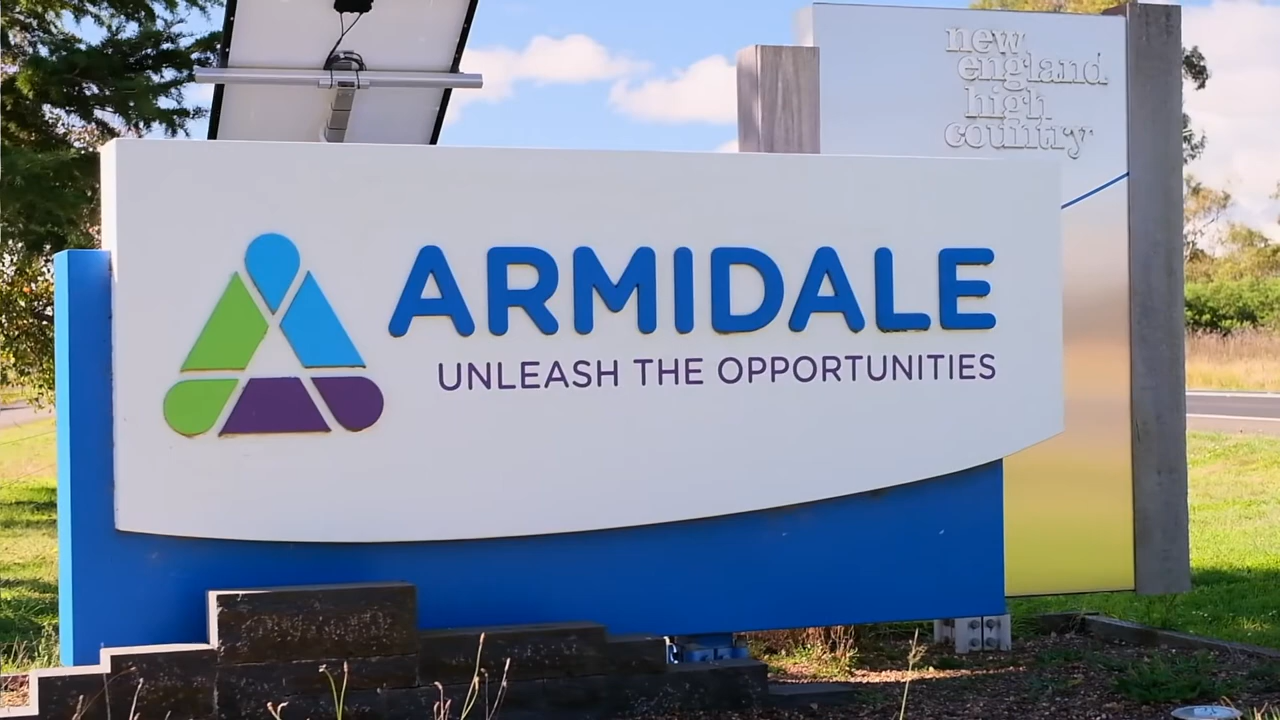 new
england
high
country
ARMIDALE
UNLEASH THE OPPORTUNITIES